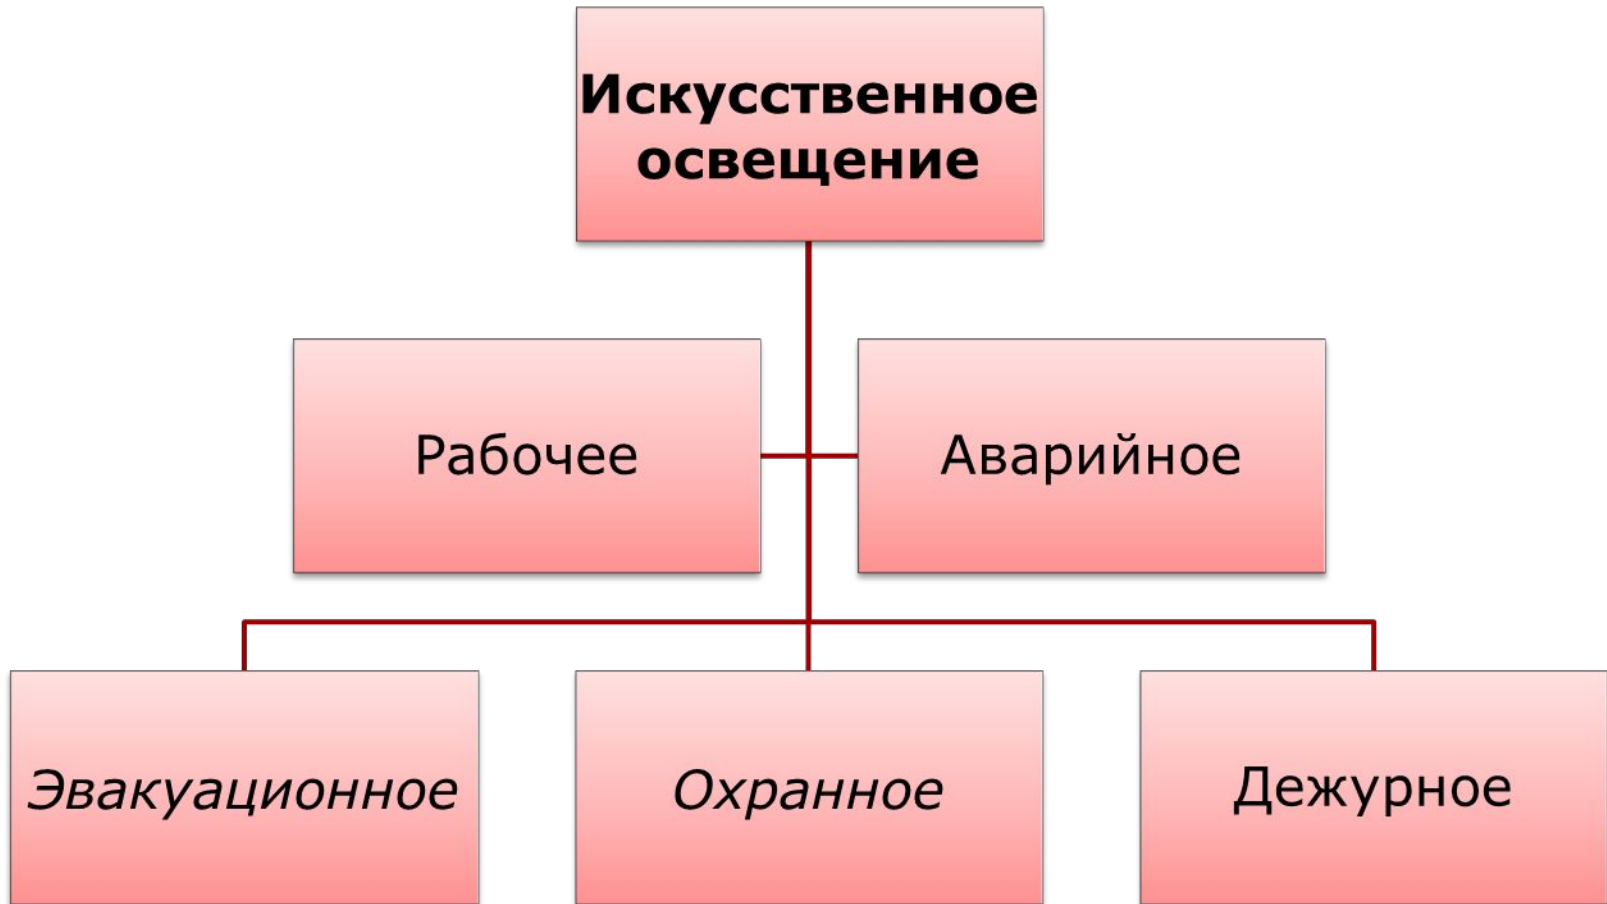 Искусственное
освещение
Рабочее
Аварийное
Эвакуационное
Охранное
Дежурное